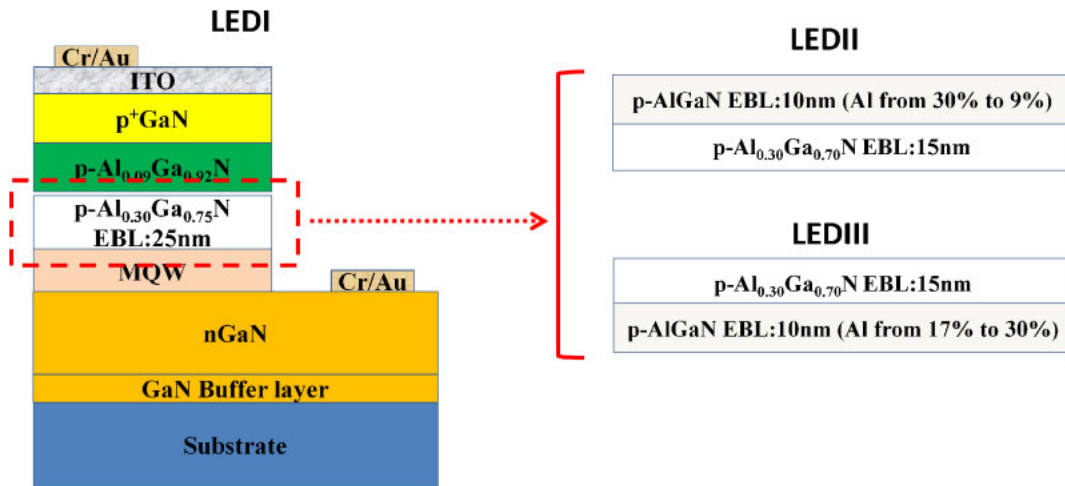 LEDI
Cr/Au
ITO
p⁺GaN
p-Al₀.₀₉Ga₀.₉₂N
p-Al₀.₃₀Ga₀.₇₅N
EBL:25nm
MQW
Cr/Au
nGaN
GaN Buffer layer
Substrate
LEDII
p-AlGaN EBL:10nm (Al from 30% to 9%)
p-Al₀.₃₀Ga₀.₇₀N EBL:15nm
LEDIII
p-Al₀.₃₀Ga₀.₇₀N EBL:15nm
p-AlGaN EBL:10nm (Al from 17% to 30%)